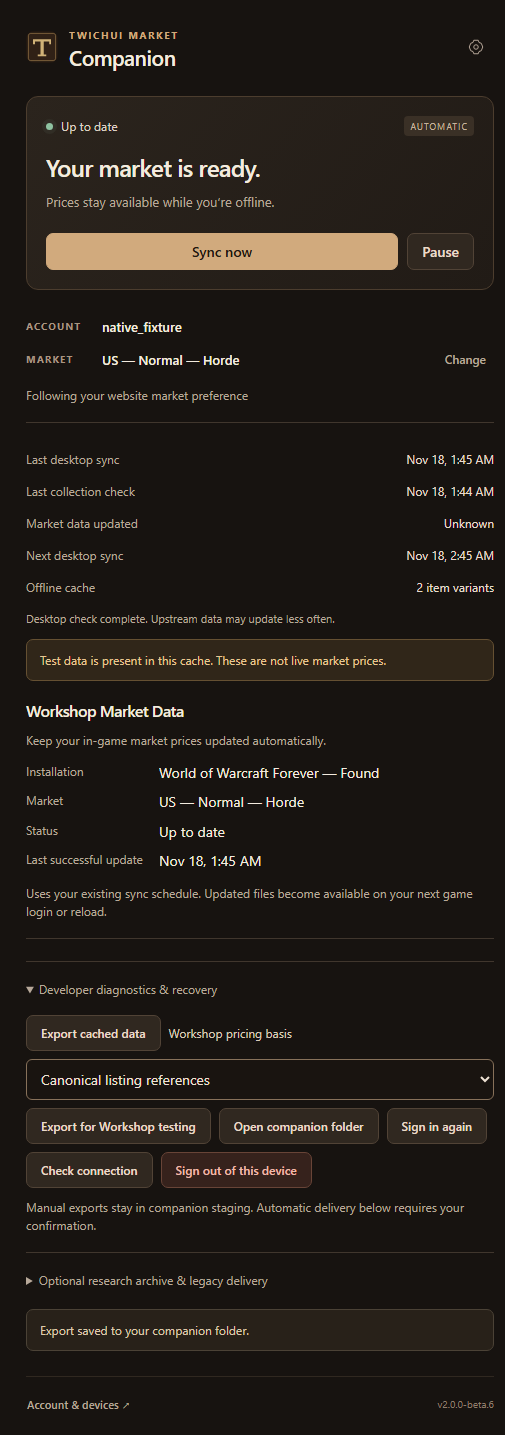 T
TWICHUI MARKET
Companion
Up to date
AUTOMATIC
Your market is ready.
Prices stay available while you're offline.
Sync now
Pause
ACCOUNT native_fixture
MARKET US — Normal — Horde Change
Following your website market preference
Last desktop sync Nov 18, 1:45 AM
Last collection check Nov 18, 1:44 AM
Market data updated Unknown
Next desktop sync Nov 18, 2:45 AM
Offline cache 2 item variants
Desktop check complete. Upstream data may update less often.
Test data is present in this cache. These are not live market prices.
Workshop Market Data
Keep your in-game market prices updated automatically.
Installation World of Warcraft Forever — Found
Market US — Normal — Horde
Status Up to date
Last successful update Nov 18, 1:45 AM
Uses your existing sync schedule. Updated files become available on your next game
login or reload.
Developer diagnostics & recovery
Export cached data Workshop pricing basis
Canonical listing references
Export for Workshop testing Open companion folder Sign in again
Check connection Sign out of this device
Manual exports stay in companion staging. Automatic delivery below requires your
confirmation.
Optional research archive & legacy delivery
Export saved to your companion folder.
Account & devices ↗ v2.0.0-beta.6